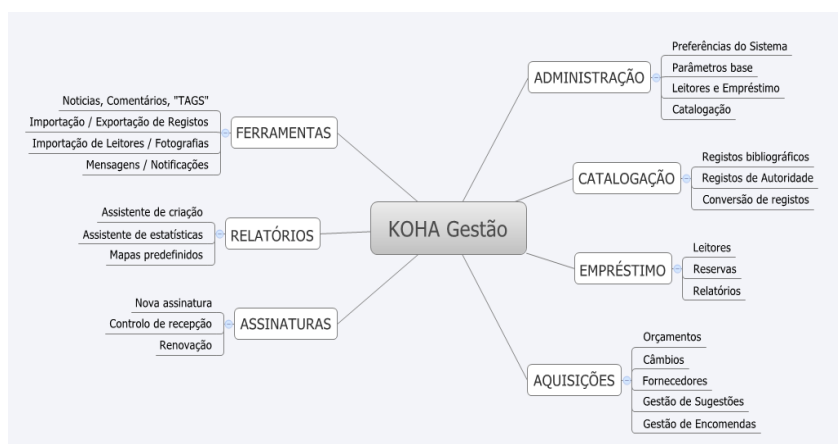 KOHA Gestão
ADMINISTRAÇÃO
Preferências do Sistema
Parâmetros base
Leitores e Empréstimo
Catalogação
CATALOGAÇÃO
Registos bibliográficos
Registos de Autoridade
Conversão de registos
EMPRÉSTIMO
Leitores
Reservas
Relatórios
AQUISIÇÕES
Orçamentos
Câmbios
Fornecedores
Gestão de Sugestões
Gestão de Encomendas
FERRAMENTAS
Noticias, Comentários, "TAGS"
Importação / Exportação de Registos
Importação de Leitores / Fotografias
Mensagens / Notificações
RELATÓRIOS
Assistente de criação
Assistente de estatísticas
Mapas predefinidos
ASSINATURAS
Nova assinatura
Controlo de recepção
Renovação